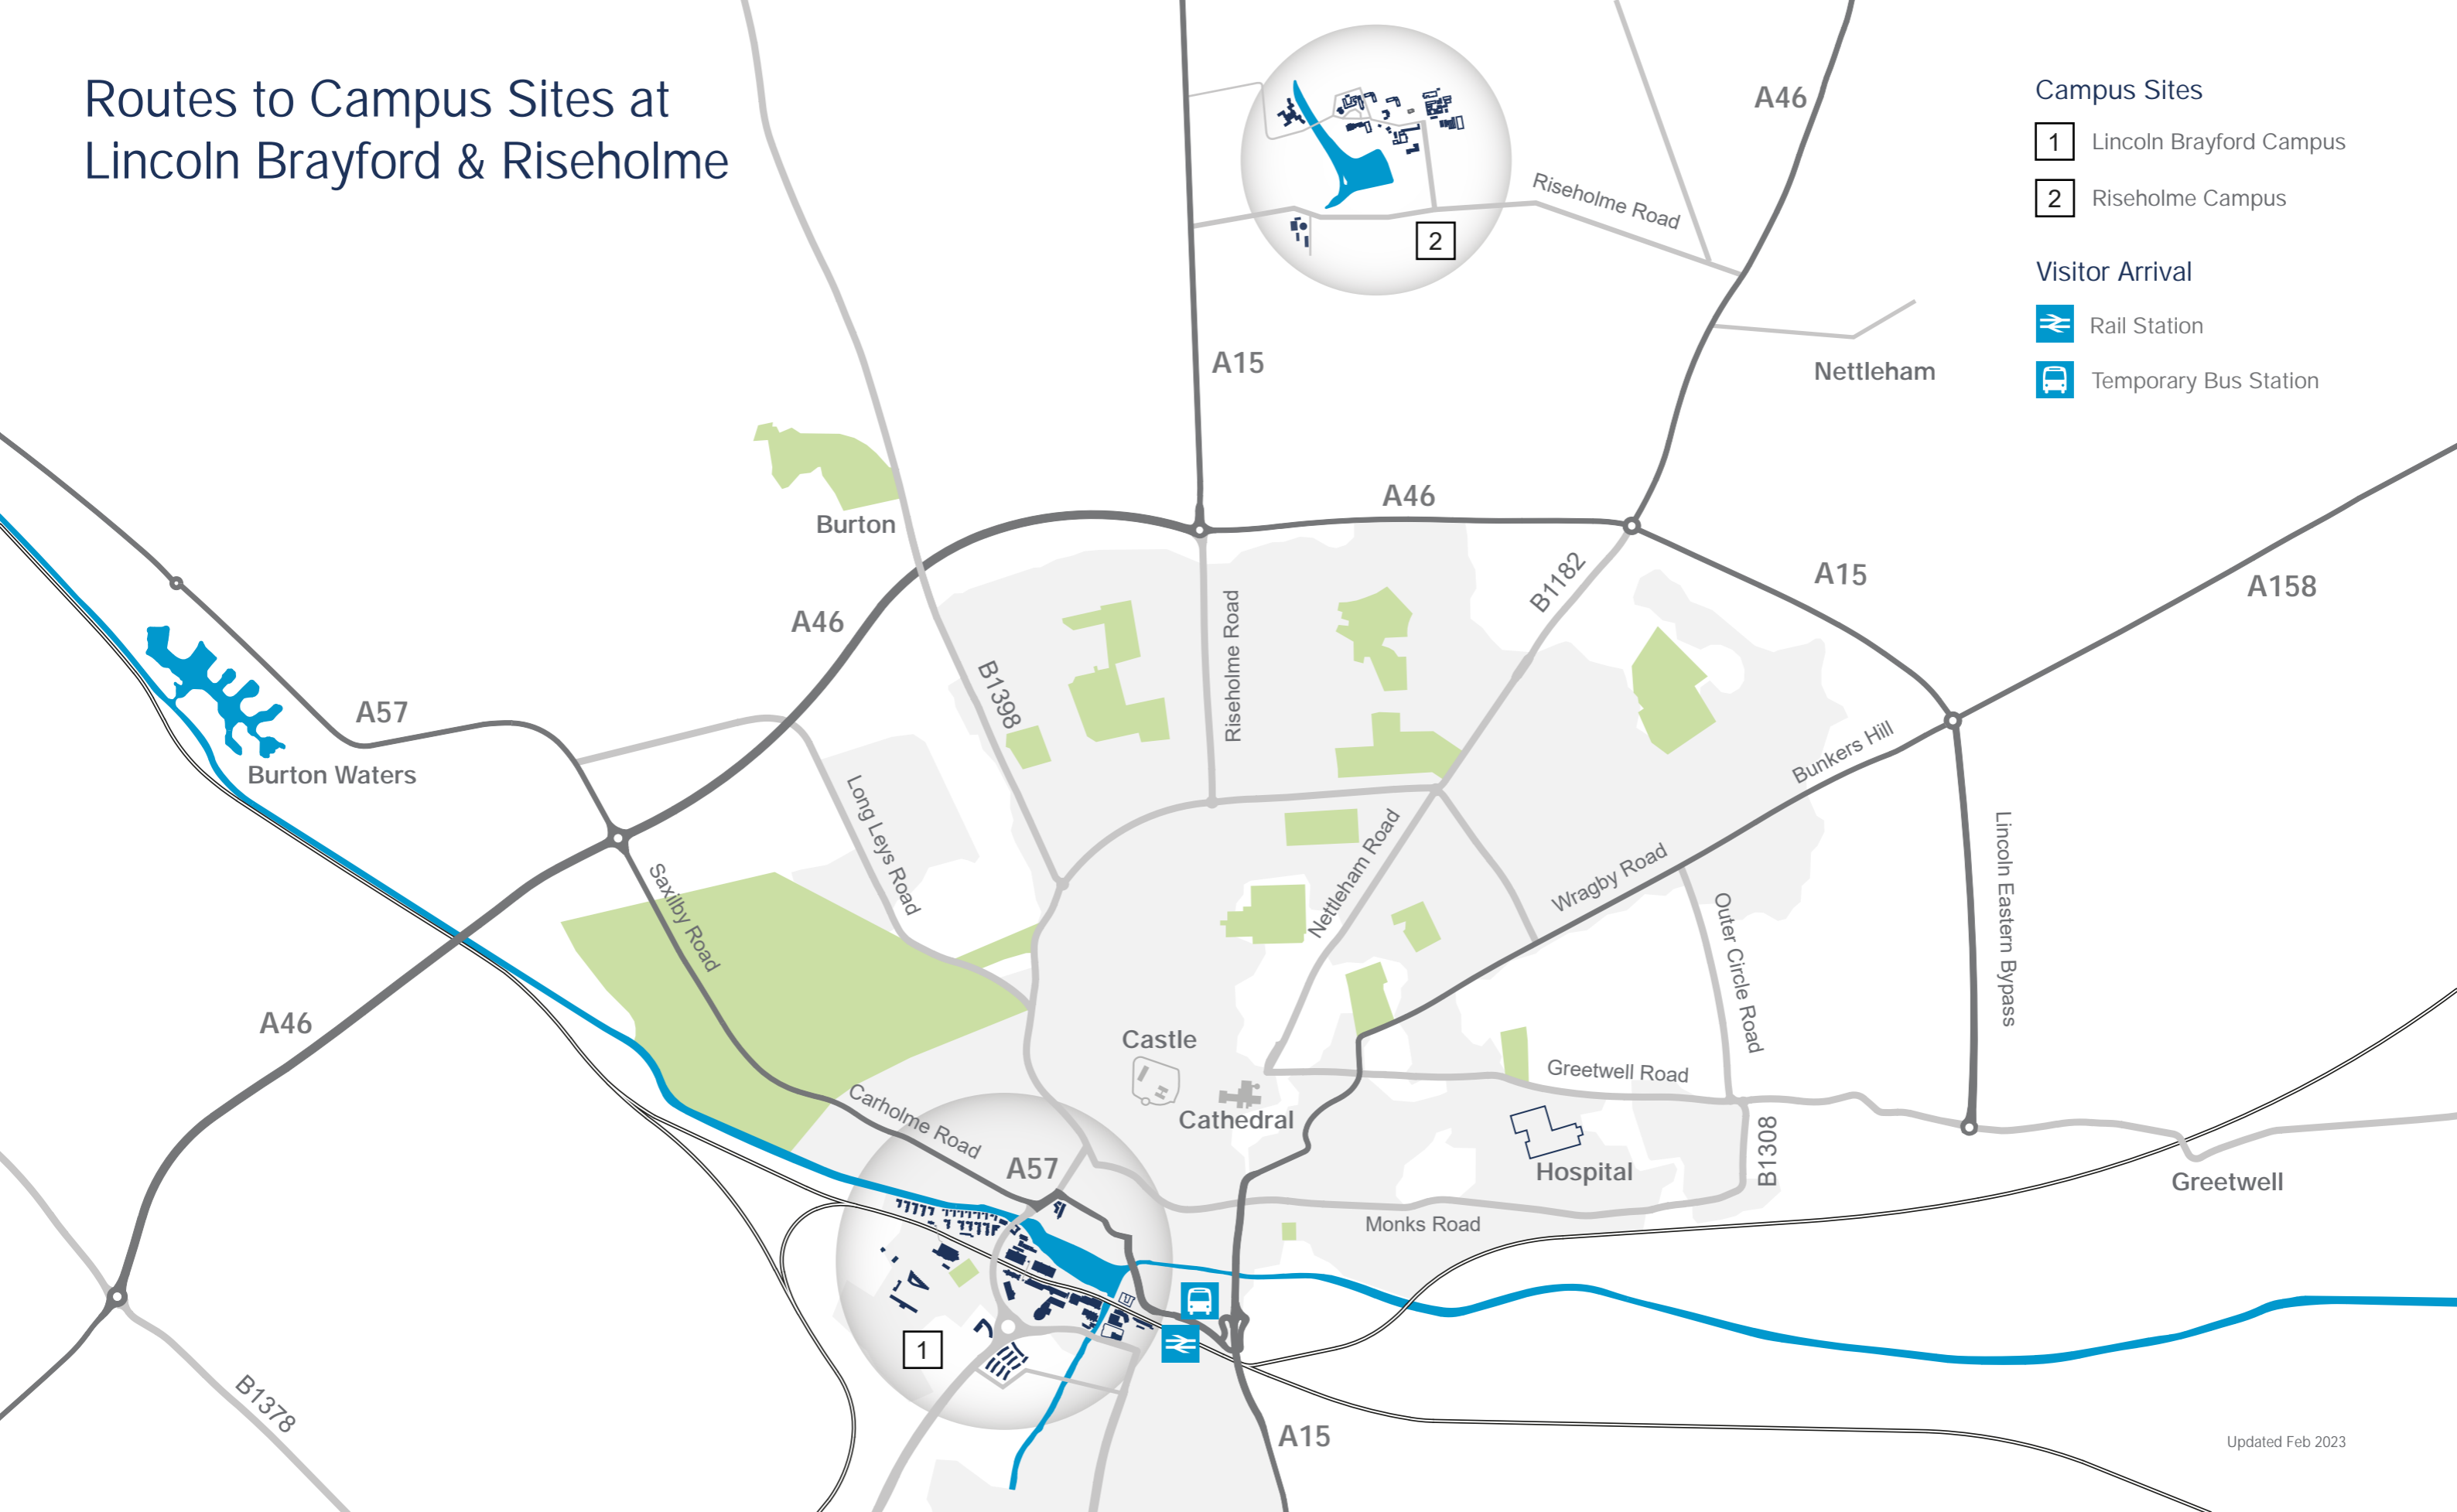 Routes to Campus Sites at
Lincoln Brayford & Riseholme
Campus Sites
1 Lincoln Brayford Campus
2 Riseholme Campus
Visitor Arrival
Rail Station
Temporary Bus Station
A46
Riseholme Road
2
A15
Nettleham
A46
Burton
B1182
A15
A158
A46
Riseholme Road
B1398
A57
Burton Waters
Bunkers Hill
Long Leys Road
Nettleham Road
Wragby Road
Lincoln Eastern Bypass
Saxilby Road
Outer Circle Road
A46
Castle
Greetwell Road
Carholme Road
Cathedral
B1308
A57
Hospital
Greetwell
Monks Road
1
B1378
A15
Updated Feb 2023